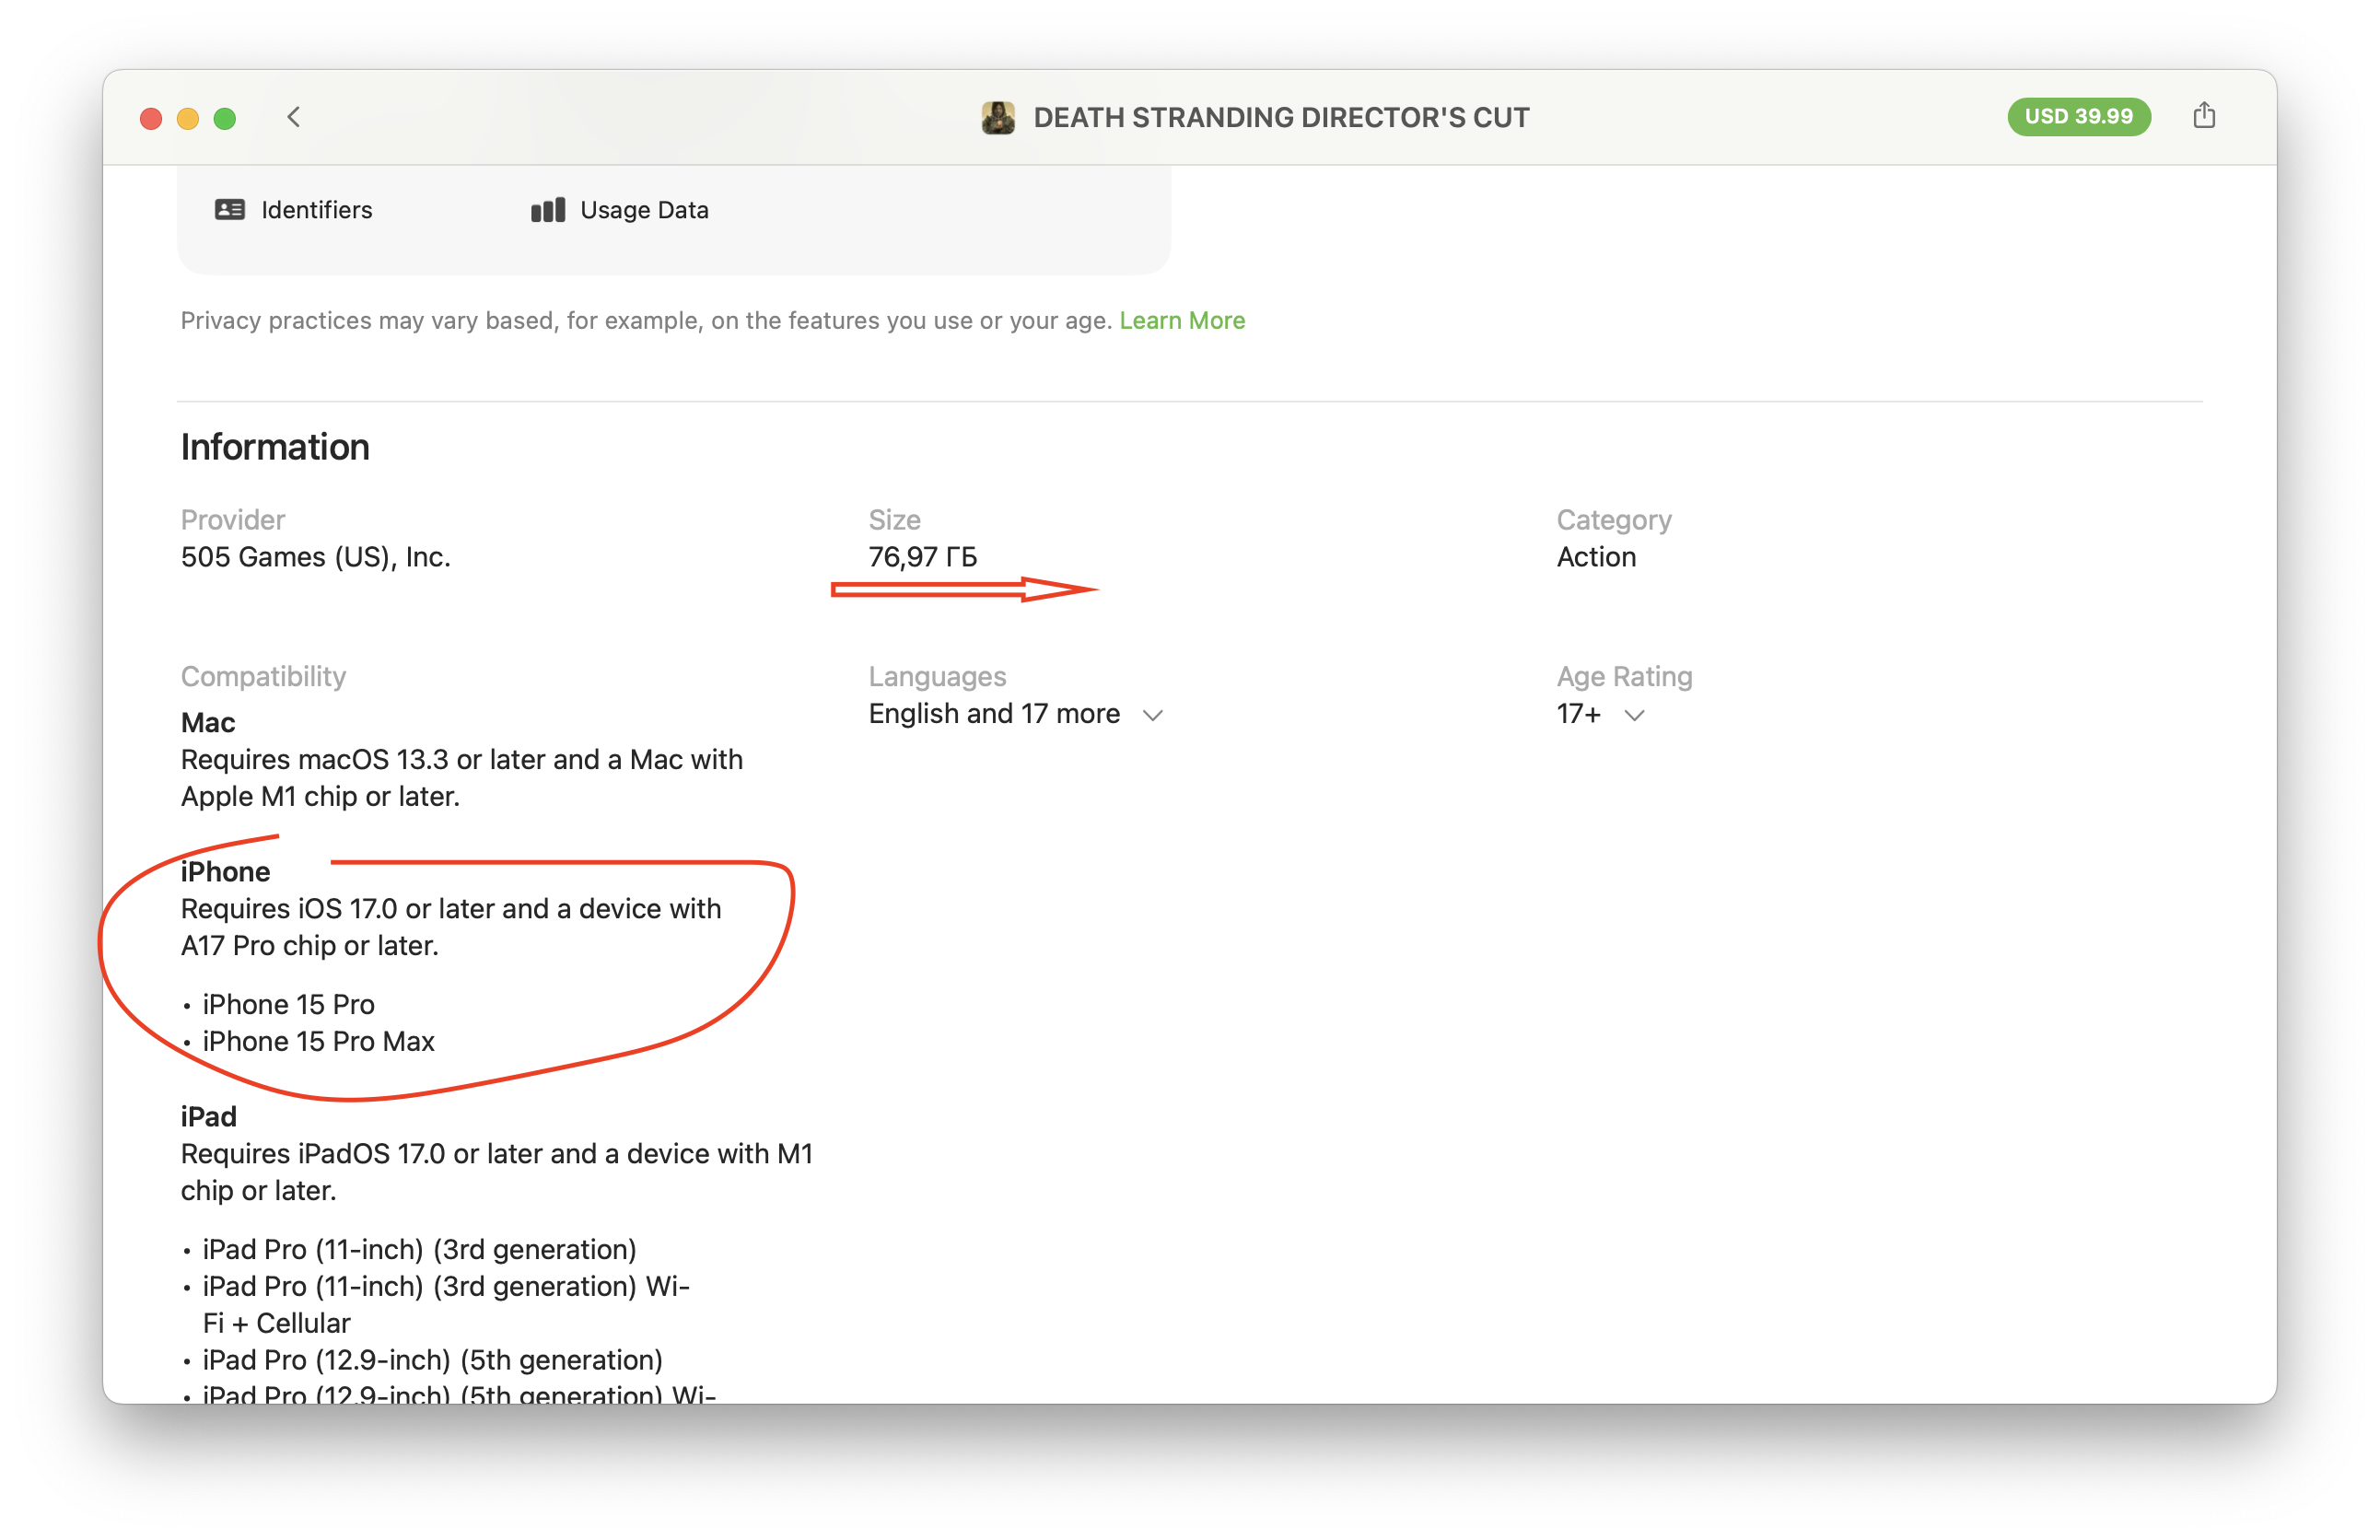 DEATH STRANDING DIRECTOR'S CUT
USD 39.99
Identifiers
Usage Data
Privacy practices may vary based, for example, on the features you use or your age. Learn More
Information
Provider
505 Games (US), Inc.
Size
76,97 ГБ
Category
Action
Compatibility
Mac
Requires macOS 13.3 or later and a Mac with
Apple M1 chip or later.
iPhone
Requires iOS 17.0 or later and a device with
A17 Pro chip or later.
• iPhone 15 Pro
• iPhone 15 Pro Max
iPad
Requires iPadOS 17.0 or later and a device with M1
chip or later.
• iPad Pro (11-inch) (3rd generation)
• iPad Pro (11-inch) (3rd generation) Wi-
Fi + Cellular
• iPad Pro (12.9-inch) (5th generation)
• iPad Pro (12.9-inch) (5th generation) Wi-
Languages
English and 17 more
Age Rating
17+